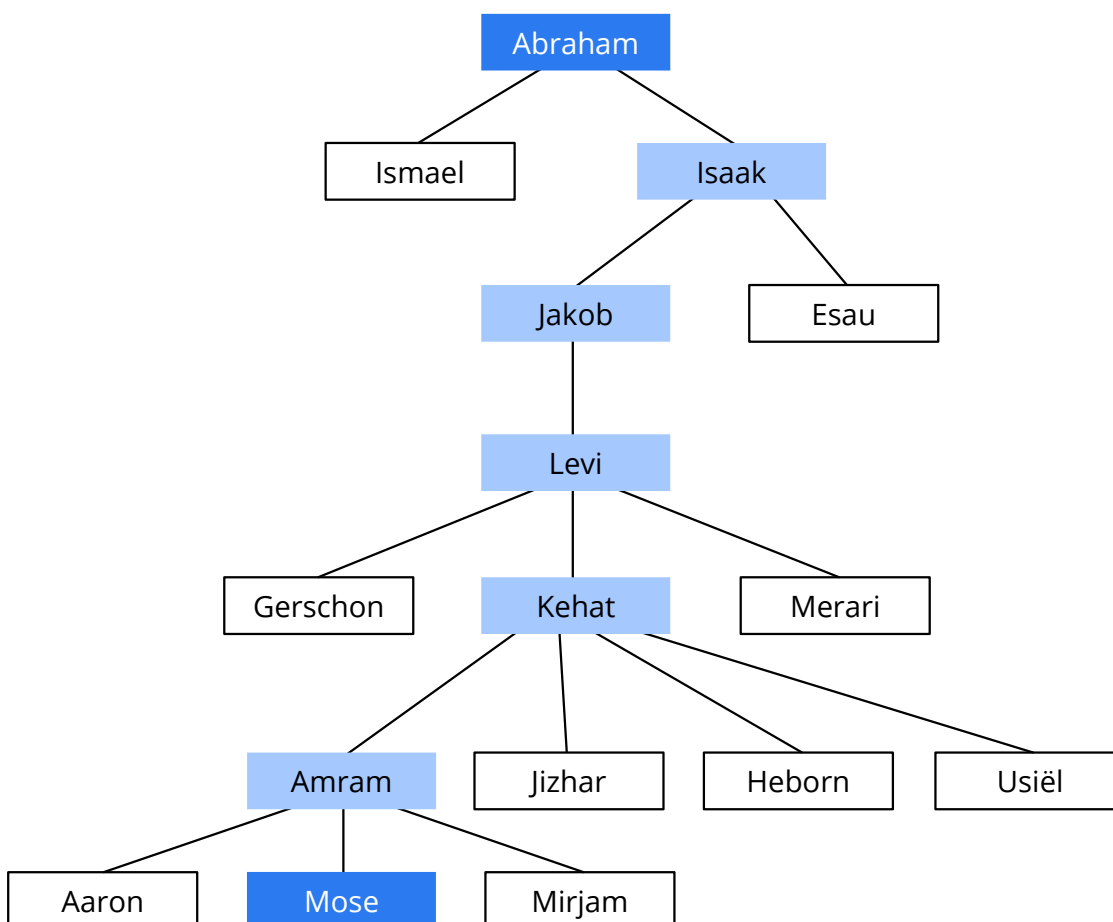 Abraham
Ismael
Isaak
Jakob
Esau
Levi
Gerschon
Kehat
Merari
Amram
Jizhar
Heborn
Usiël
Aaron
Mose
Mirjam